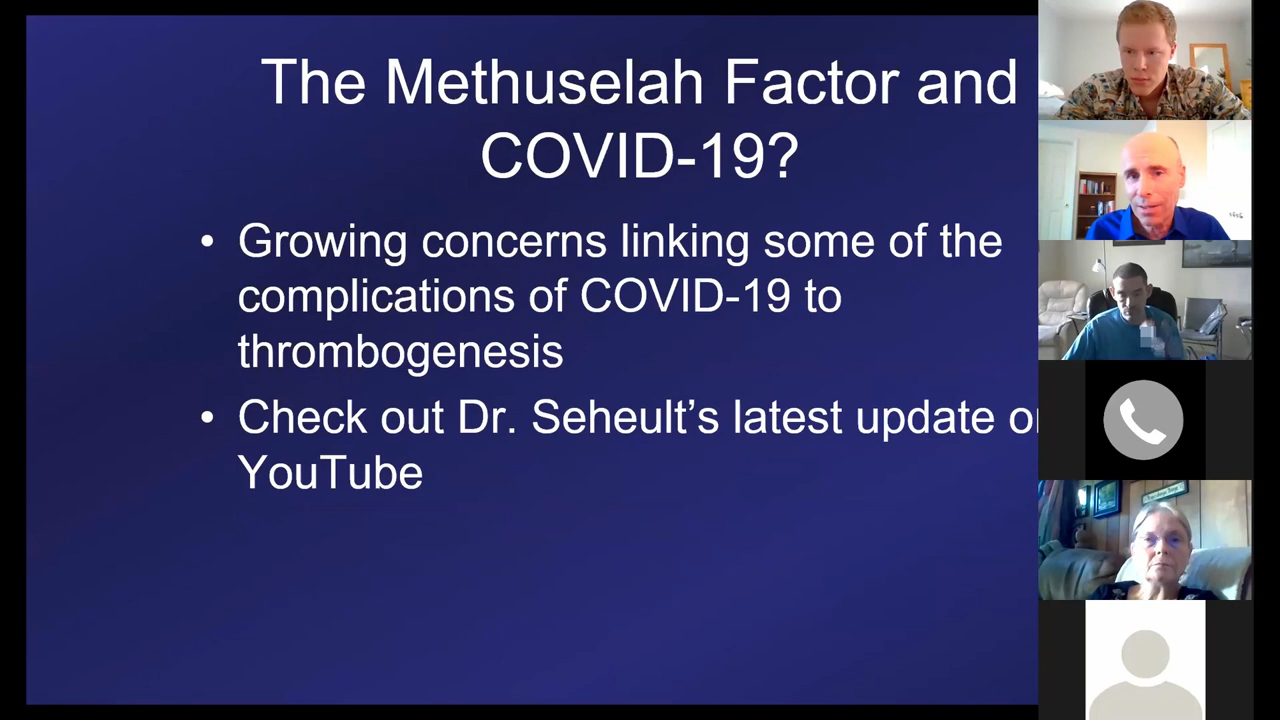 The Methuselah Factor and
COVID-19?
• Growing concerns linking some of the
complications of COVID-19 to
thrombogenesis
• Check out Dr. Seheult’s latest update
YouTube